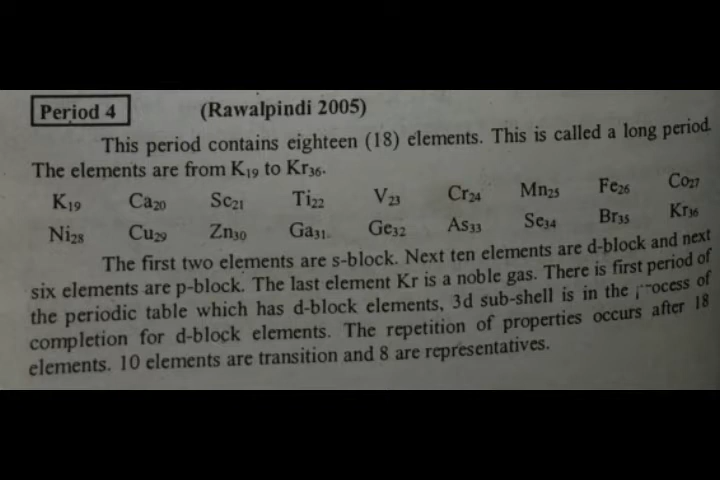 Period 4 (Rawalpindi 2005)
This period contains eighteen (18) elements. This is called a long period.
The elements are from K₁₉ to Kr₃₆.
K₁₉ Ca₂₀ Sc₂₁ Ti₂₂ V₂₃ Cr₂₄ Mn₂₅ Fe₂₆ Co₂₇
Ni₂₈ Cu₂₉ Zn₃₀ Ga₃₁ Ge₃₂ As₃₃ Se₃₄ Br₃₅ Kr₃₆
The first two elements are s-block. Next ten elements are d-block and next
six elements are p-block. The last element Kr is a noble gas. There is first period of
the periodic table which has d-block elements, 3d sub-shell is in the process of
completion for d-block elements. The repetition of properties occurs after 18
elements. 10 elements are transition and 8 are representatives.